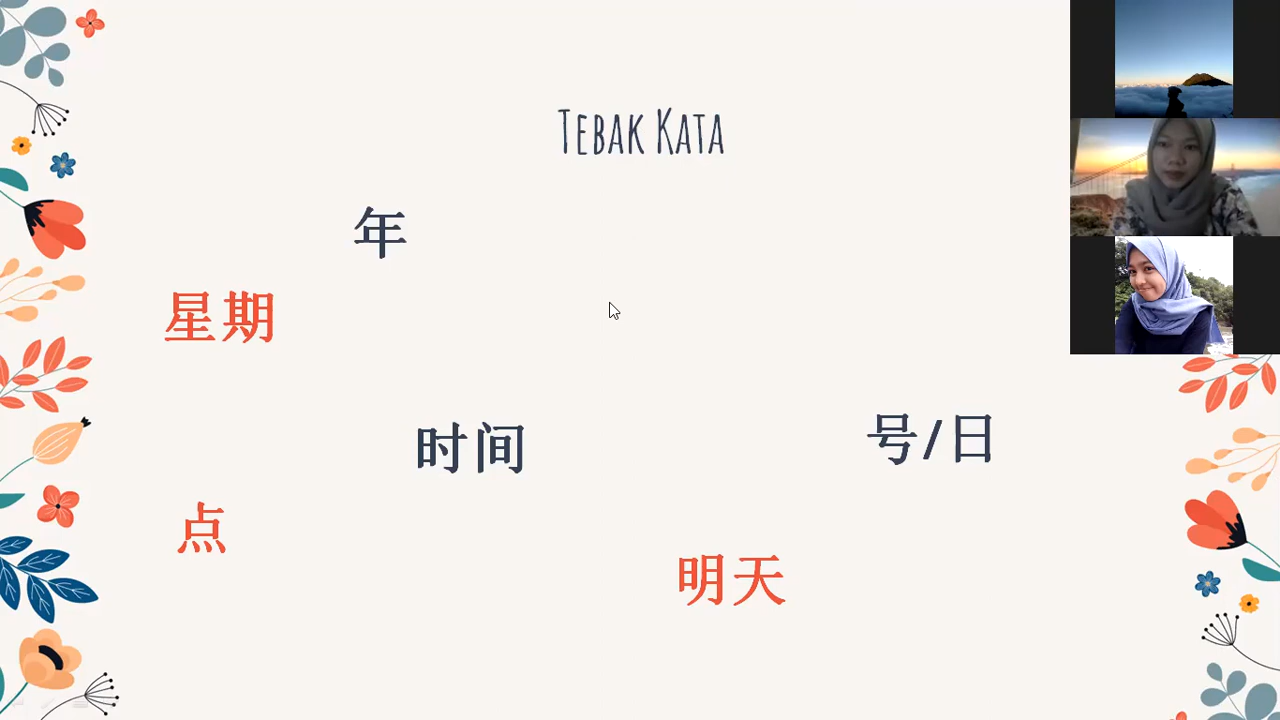 Tebak Kata
年
星期
时间
号/日
点
明天